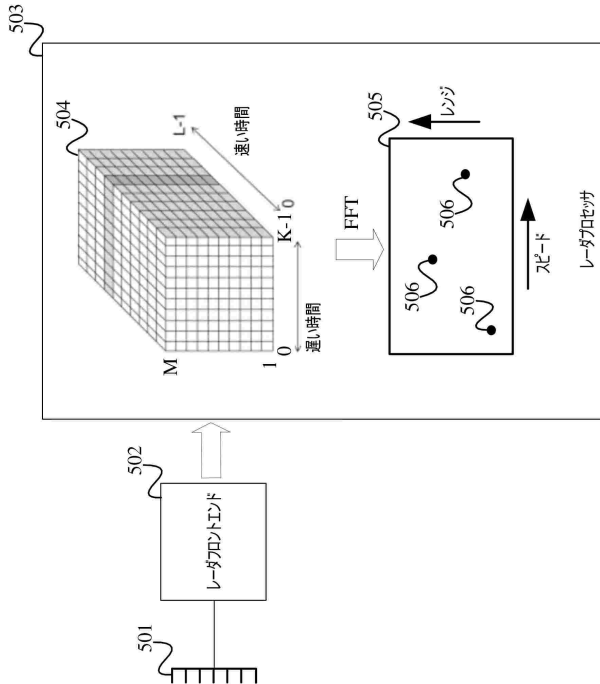 501
502
レーダフロントエンド
503
504
M
1
0
遅い時間
K-1
0
速い時間
L-1
FFT
505
506
506
506
レンジ
スピード
レーダプロセッサ